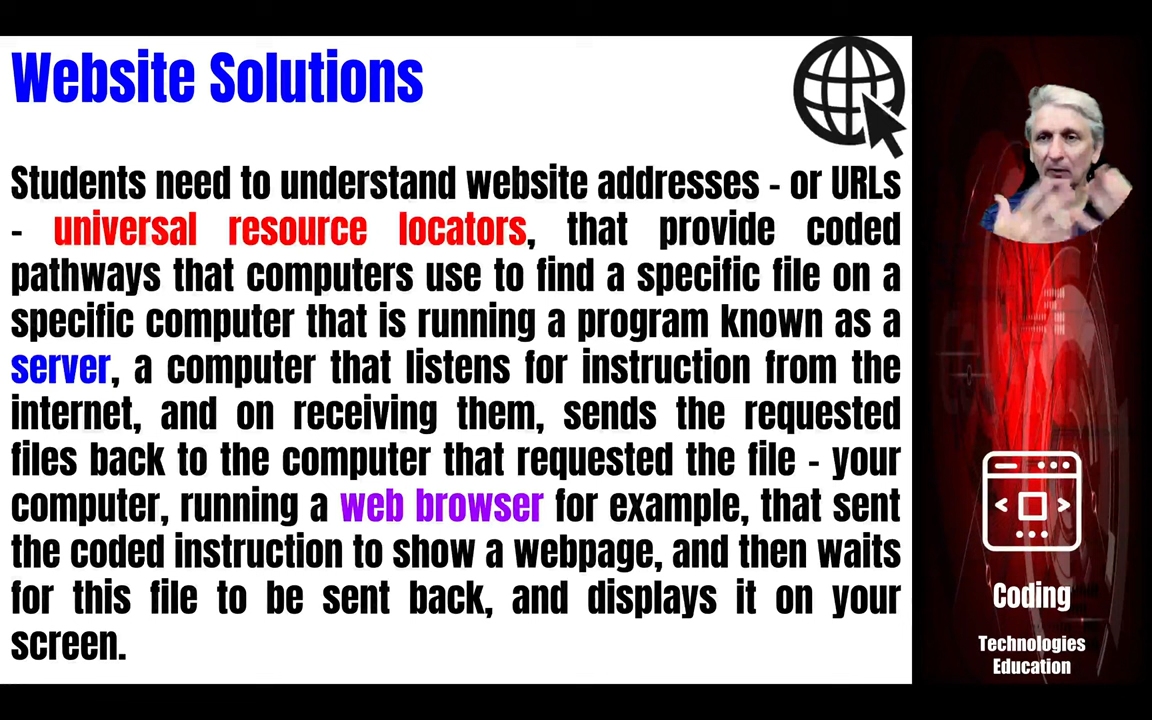 Website Solutions
Students need to understand website addresses - or URLs
- universal resource locators, that provide coded
pathways that computers use to find a specific file on a
specific computer that is running a program known as a
server, a computer that listens for instruction from the
internet, and on receiving them, sends the requested
files back to the computer that requested the file - your
computer, running a web browser for example, that sent
the coded instruction to show a webpage, and then waits
for this file to be sent back, and displays it on your
screen.
Coding
Technologies
Education